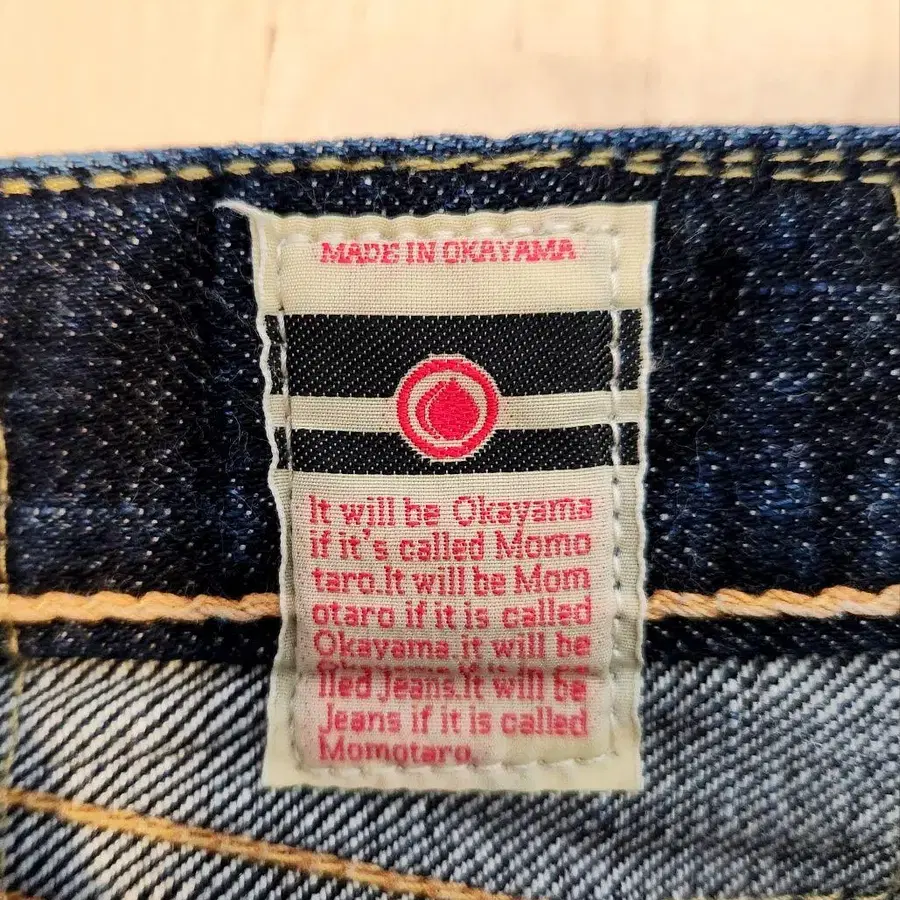 MADE IN OKAYAMA
It will be Okayama
if it's called Momo
taro.It will be Mom
otaro if it is called
Okayama.it will be
lled Jeans.It will be
Jeans if it is called
Momotaro.